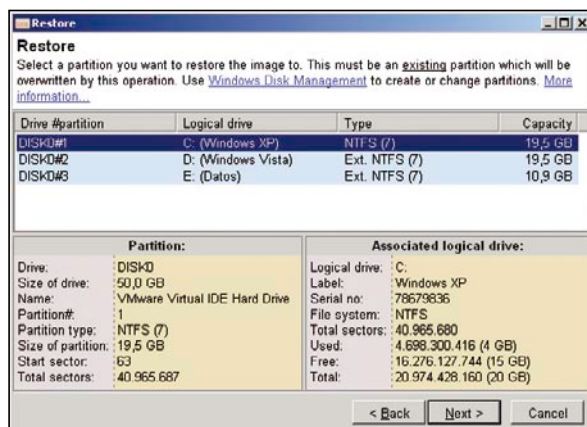 Restore
Restore
Select a partition you want to restore the image to. This must be an existing partition which will be
overwritten by this operation. Use Windows Disk Management to create or change partitions. More
information...
Drive #partition Logical drive Type Capacity
DISK0#1 C: (Windows XP) NTFS (7) 19,5 GB
DISK0#2 D: (Windows Vista) Ext. NTFS (7) 19,5 GB
DISK0#3 E: (Datos) Ext. NTFS (7) 10,9 GB
Partition:
Drive: DISK0
Size of drive: 50,0 GB
Name: VMware Virtual IDE Hard Drive
Partition#: 1
Partition type: NTFS (7)
Size of partition: 19,5 GB
Start sector: 63
Total sectors: 40.965.687
Associated logical drive:
Logical drive: C:
Label: Windows XP
Serial no: 78679836
File system: NTFS
Total sectors: 40.965.680
Used: 4.698.300.416 (4 GB)
Free: 16.276.127.744 (15 GB)
Total: 20.974.428.160 (20 GB)
< Back Next > Cancel